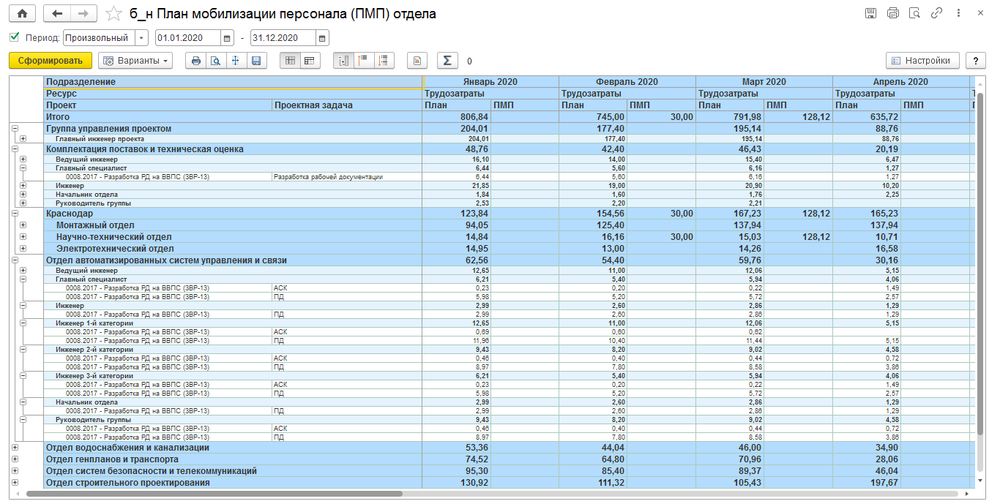 б_н План мобилизации персонала (ПМП) отдела
Период: Произвольный 01.01.2020 - 31.12.2020
Сформировать Варианты Σ 0 Настройки ?
Подразделение Январь 2020 Февраль 2020 Март 2020 Апрель 2020
Ресурс Трудозатраты Трудозатраты Трудозатраты Трудозатраты
Проект Проектная задача План ПМП План ПМП План ПМП План ПМП
Итого 806,84 745,00 30,00 791,98 128,12 635,72
Группа управления проектом 204,01 177,40 195,14 88,76
Главный инженер проекта 204,01 177,40 195,14 88,76
Комплектация поставок и техническая оценка 48,76 42,40 46,43 20,19
Ведущий инженер 16,10 14,00 15,40 6,47
Главный специалист 6,44 5,60 6,16 1,27
0008.2017 - Разработка РД на ВВПС (ЗВР-13) Разработка рабочей документации 6,44 5,60 6,16 1,27
Инженер 21,85 19,00 20,90 10,20
Начальник отдела 1,84 1,60 1,76 2,25
Руководитель группы 2,53 2,20 2,21
Краснодар 123,84 154,56 30,00 167,23 128,12 165,23
Монтажный отдел 94,05 125,40 137,94 137,94
Научно-технический отдел 14,84 16,16 30,00 15,03 128,12 10,71
Электротехнический отдел 14,95 13,00 14,26 16,58
Отдел автоматизированных систем управления и связи 62,56 54,40 59,76 30,16
Ведущий инженер 12,65 11,00 12,06 5,15
Главный специалист 6,21 5,40 5,94 4,06
0008.2017 - Разработка РД на ВВПС (ЗВР-13) АСК 0,23 0,20 0,22 1,49
0008.2017 - Разработка РД на ВВПС (ЗВР-13) ПД 5,98 5,20 5,72 2,57
Инженер 2,99 2,60 2,86 1,29
0008.2017 - Разработка РД на ВВПС (ЗВР-13) ПД 2,99 2,60 2,86 1,29
Инженер 1-й категории 12,65 11,00 12,06 5,15
0008.2017 - Разработка РД на ВВПС (ЗВР-13) АСК 0,69 0,60 0,62
0008.2017 - Разработка РД на ВВПС (ЗВР-13) ПД 11,96 10,40 11,44 5,15
Инженер 2-й категории 9,43 8,20 9,02 4,58
0008.2017 - Разработка РД на ВВПС (ЗВР-13) АСК 0,46 0,40 0,44 0,72
0008.2017 - Разработка РД на ВВПС (ЗВР-13) ПД 8,97 7,80 8,58 3,86
Инженер 3-й категории 6,21 5,40 5,94 4,06
0008.2017 - Разработка РД на ВВПС (ЗВР-13) АСК 0,23 0,20 0,22 1,49
0008.2017 - Разработка РД на ВВПС (ЗВР-13) ПД 5,98 5,20 5,72 2,57
Начальник отдела 2,99 2,60 2,86 1,29
0008.2017 - Разработка РД на ВВПС (ЗВР-13) ПД 2,99 2,60 2,86 1,29
Руководитель группы 9,43 8,20 9,02 4,58
0008.2017 - Разработка РД на ВВПС (ЗВР-13) АСК 0,46 0,40 0,44 0,72
0008.2017 - Разработка РД на ВВПС (ЗВР-13) ПД 8,97 7,80 8,58 3,86
Отдел водоснабжения и канализации 53,36 44,04 46,00 34,90
Отдел генпланов и транспорта 74,52 64,80 70,96 28,06
Отдел систем безопасности и телекоммуникаций 95,30 85,40 89,37 46,04
Отдел строительного проектирования 130,92 111,32 105,43 197,67